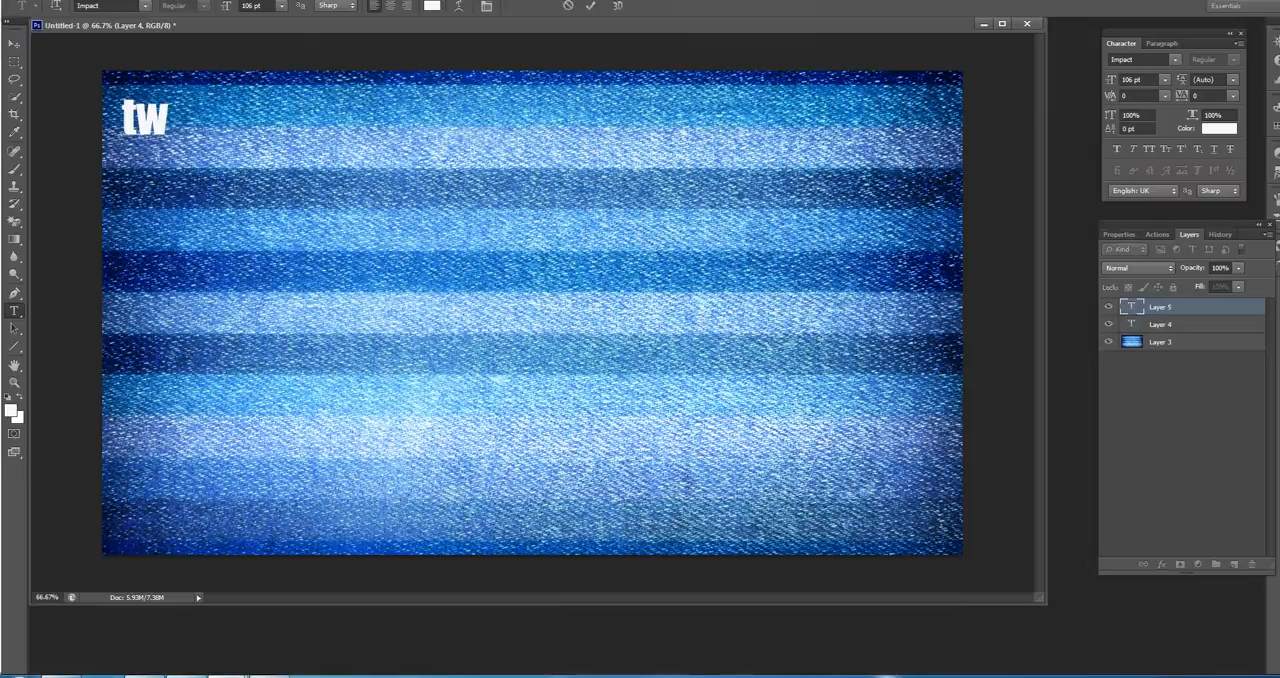 Impact
Regular
106 pt
Sharp
3D
Essentials
Untitled-1 @ 66.7% (Layer 4, RGB/8) *
tw
Character
Paragraph
Impact
Regular
106 pt
(Auto)
0
0
100%
100%
0 pt
Color:
English: UK
Sharp
Properties
Actions
Layers
History
Kind
Normal
Opacity:
100%
Lock:
Fill:
100%
Layer 5
Layer 4
Layer 3
66.67%
Doc: 5.93M/7.38M